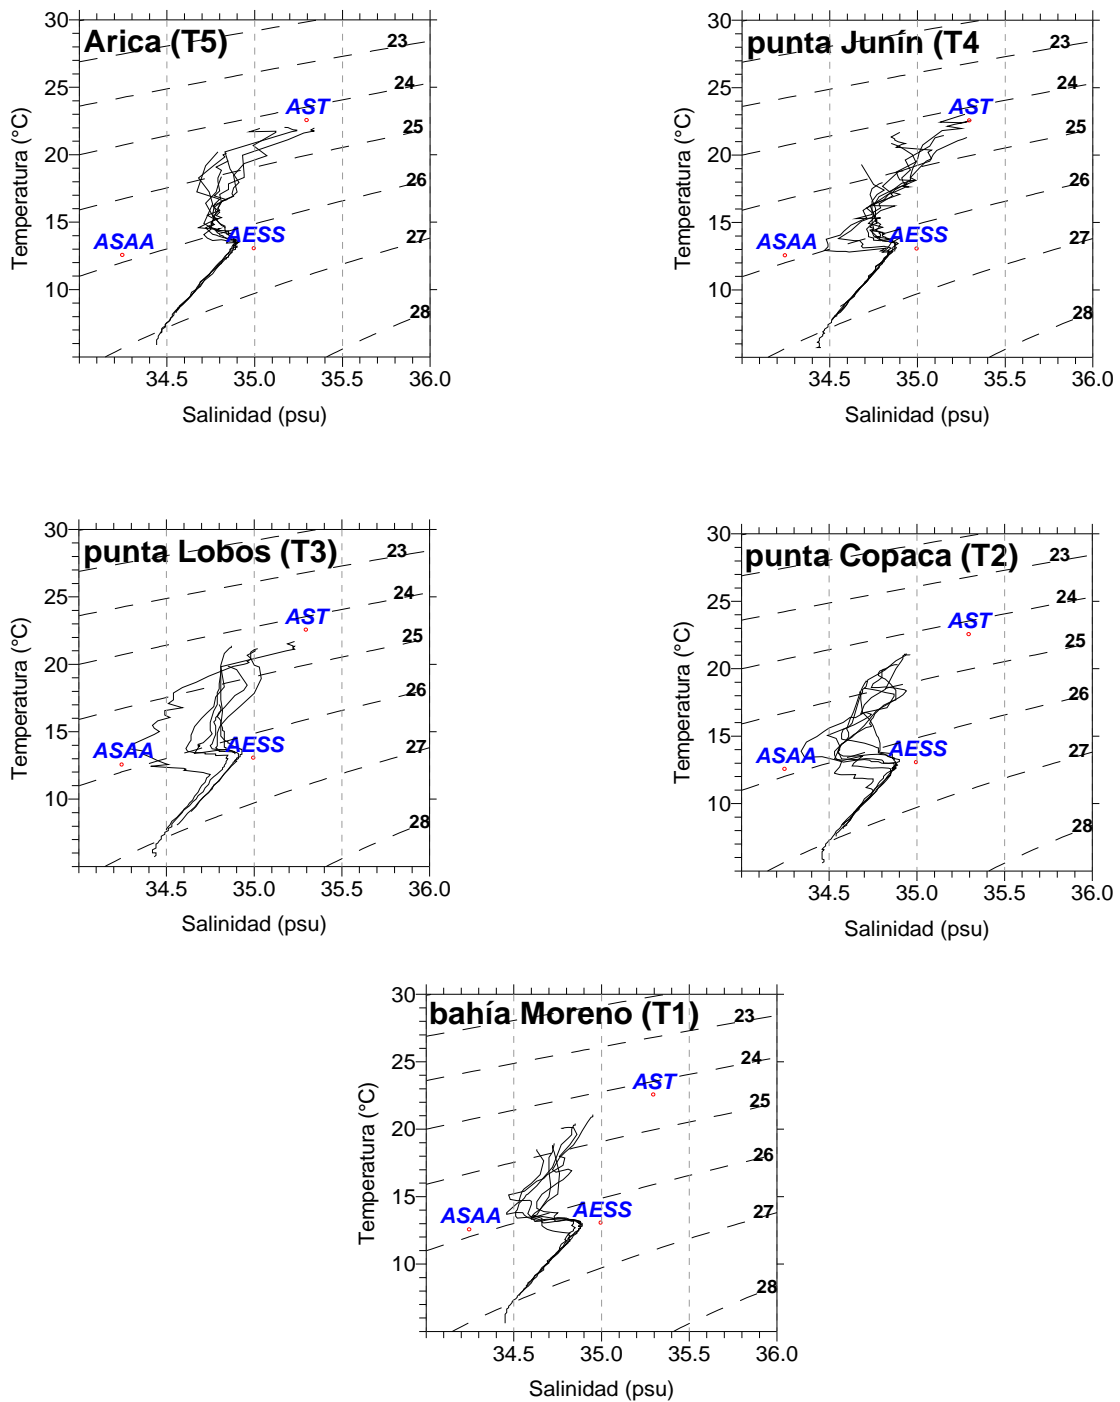 30
Arica (T5)
23
25
24
AST
25
20
26
15
ASAA
AESS
27
10
28
34.5
35.0
35.5
36.0
Temperatura (°C)
Salinidad (psu)
30
punta Junín (T4
23
25
24
AST
25
20
26
15
ASAA
AESS
27
10
28
34.5
35.0
35.5
36.0
Temperatura (°C)
Salinidad (psu)
30
punta Lobos (T3)
23
25
24
AST
25
20
26
15
ASAA
AESS
27
10
28
34.5
35.0
35.5
36.0
Temperatura (°C)
Salinidad (psu)
30
punta Copaca (T2)
23
25
24
AST
25
20
26
15
ASAA
AESS
27
10
28
34.5
35.0
35.5
36.0
Temperatura (°C)
Salinidad (psu)
30
bahía Moreno (T1)
23
25
24
AST
25
20
26
15
ASAA
AESS
27
10
28
34.5
35.0
35.5
36.0
Temperatura (°C)
Salinidad (psu)